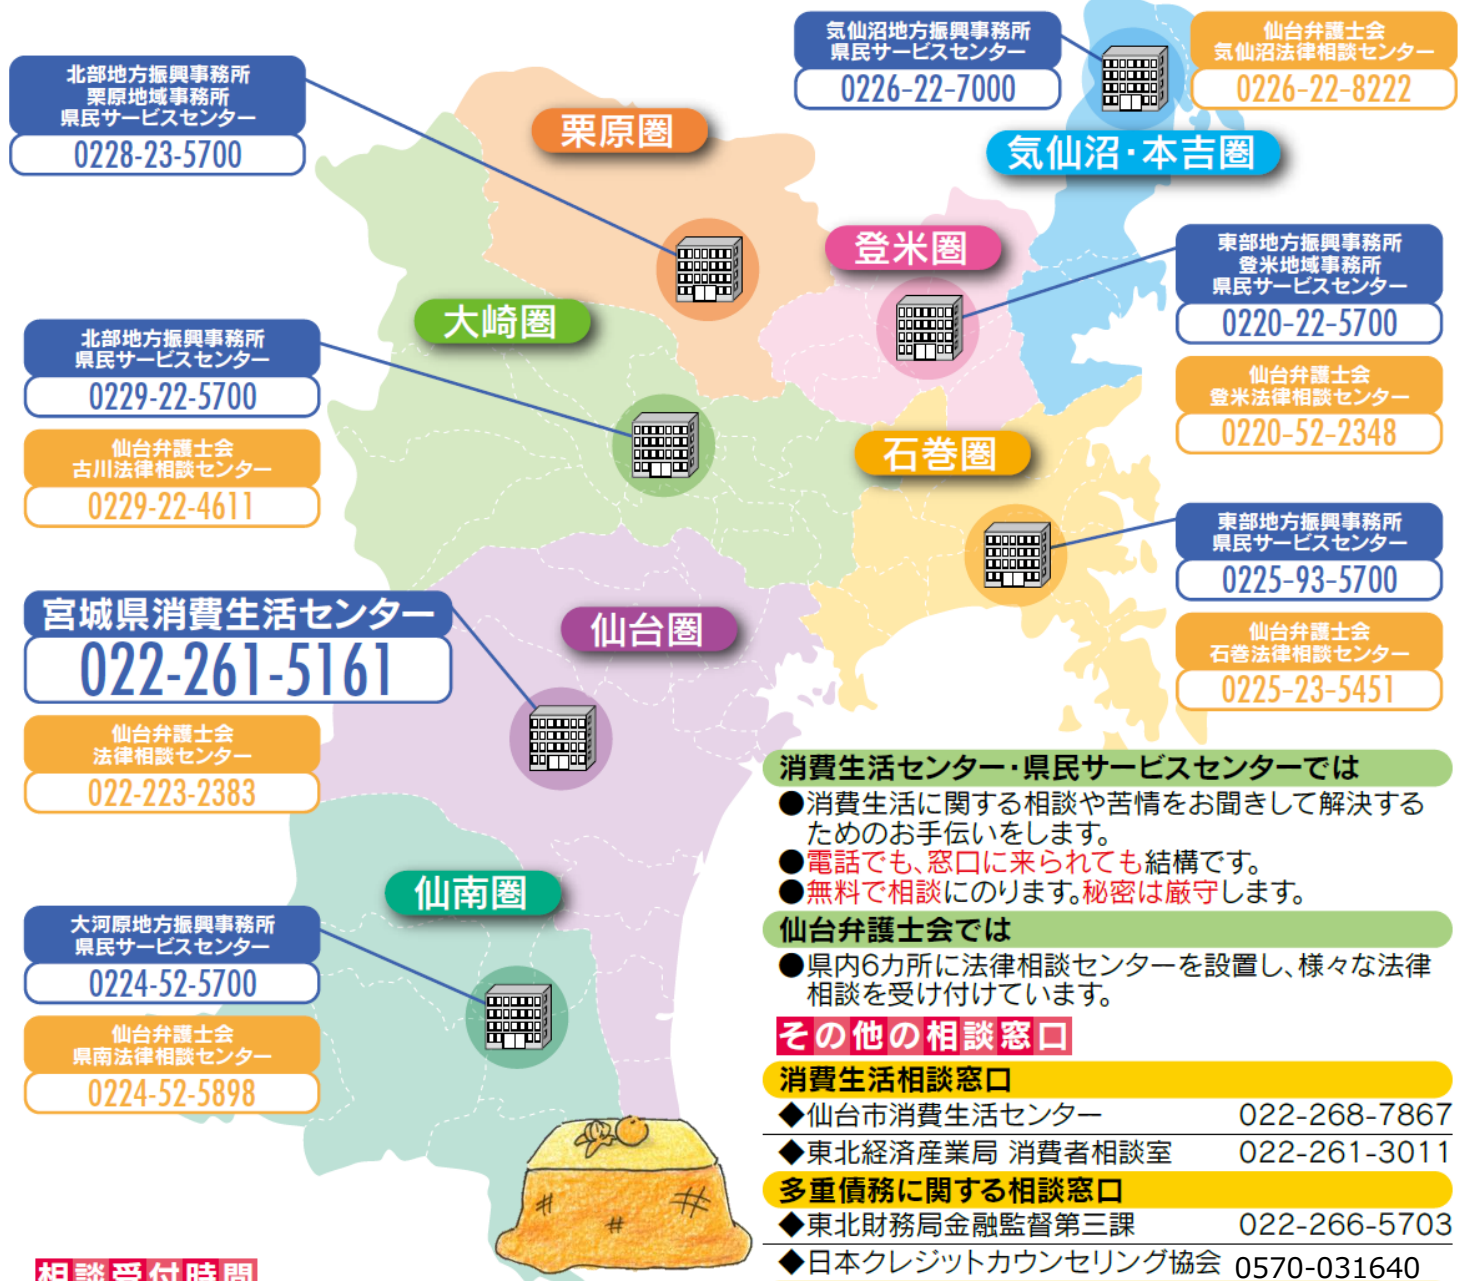 気仙沼地方振興事務所
県民サービスセンター
0226-22-7000
仙台弁護士会
気仙沼法律相談センター
0226-22-8222
気仙沼・本吉圏
北部地方振興事務所
栗原地域事務所
県民サービスセンター
0228-23-5700
栗原圏
登米圏
東部地方振興事務所
登米地域事務所
県民サービスセンター
0220-22-5700
仙台弁護士会
登米法律相談センター
0220-52-2348
大崎圏
北部地方振興事務所
県民サービスセンター
0229-22-5700
仙台弁護士会
古川法律相談センター
0229-22-4611
石巻圏
東部地方振興事務所
県民サービスセンター
0225-93-5700
仙台弁護士会
石巻法律相談センター
0225-23-5451
宮城県消費生活センター
022-261-5161
仙台圏
仙台弁護士会
法律相談センター
022-223-2383
仙南圏
大河原地方振興事務所
県民サービスセンター
0224-52-5700
仙台弁護士会
県南法律相談センター
0224-52-5898
消費生活センター・県民サービスセンターでは
●消費生活に関する相談や苦情をお聞きして解決する
ためのお手伝いをします。
●電話でも、窓口に来られても結構です。
●無料で相談にのります。秘密は厳守します。
仙台弁護士会では
●県内6カ所に法律相談センターを設置し、様々な法律
相談を受け付けています。
その他の相談窓口
消費生活相談窓口
◆仙台市消費生活センター 022-268-7867
◆東北経済産業局 消費者相談室 022-261-3011
多重債務に関する相談窓口
◆東北財務局金融監督第三課 022-266-5703
◆日本クレジットカウンセリング協会 0570-031640
相談受付時間